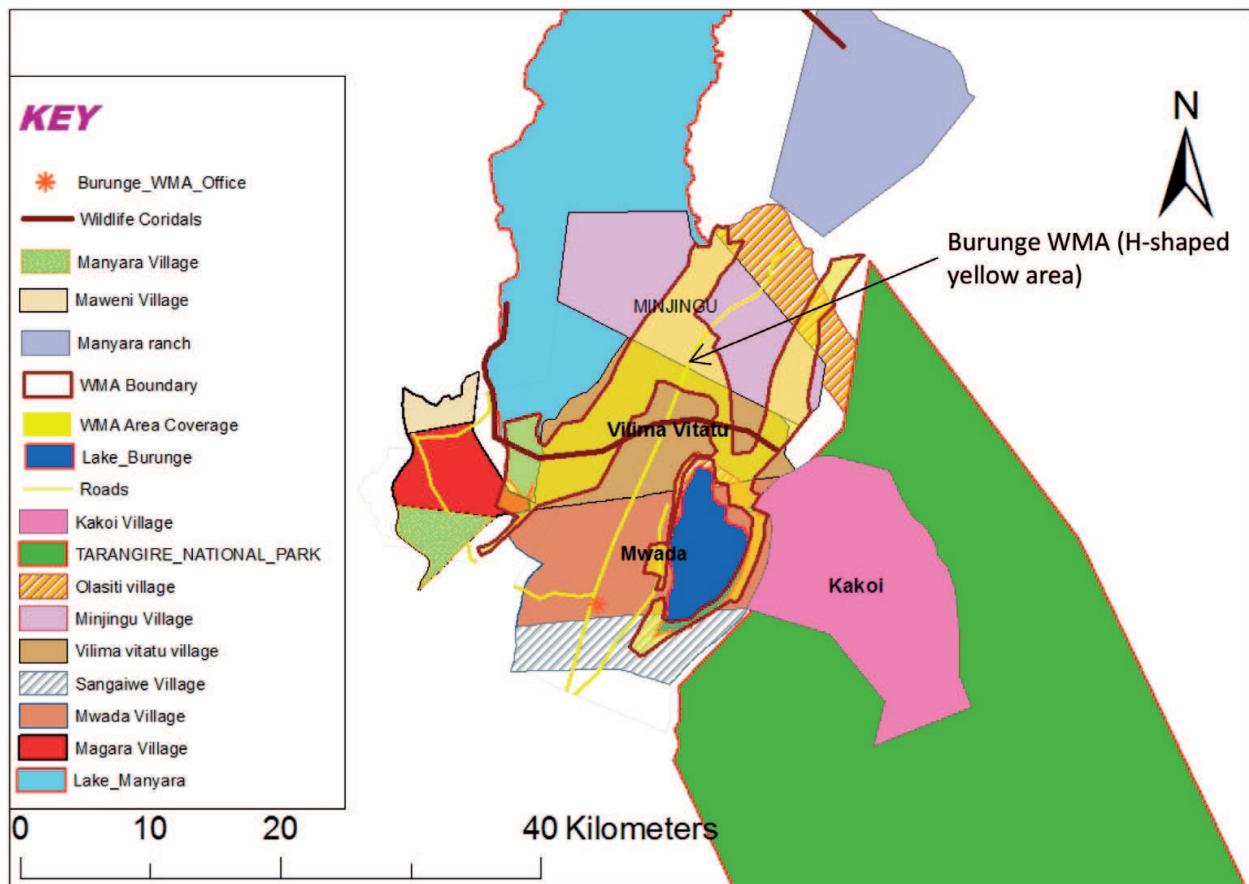 KEY
Burunge_WMA_Office
Wildlife Coridals
Manyara Village
Maweni Village
Manyara ranch
WMA Boundary
WMA Area Coverage
Lake_Burunge
Roads
Kakoi Village
TARANGIRE_NATIONAL_PARK
Olasiti village
Minjingu Village
Vilima vitatu village
Sangaiwe Village
Mwada Village
Magara Village
Lake_Manyara
0 10 20 40 Kilometers
N
Burunge WMA (H-shaped
yellow area)
MINJINGU
Vilima Vitatu
Mwada
Kakoi